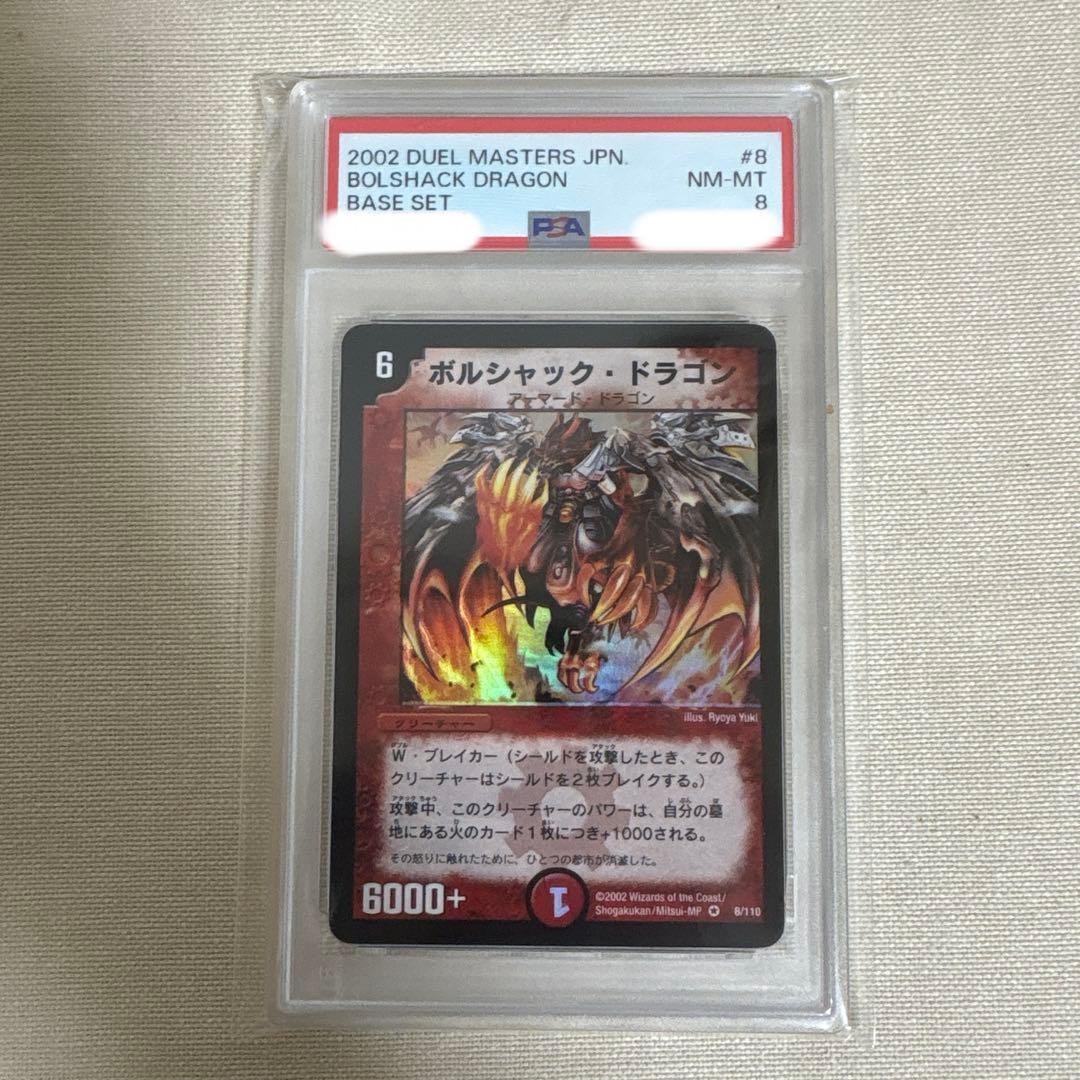 2002 DUEL MASTERS JPN. #8
BOLSHACK DRAGON NM-MT
BASE SET 8
PSA
6 ボルシャック・ドラゴン
アーマード・ドラゴン
illus. Ryoya Yuki
クリーチャー
W・ブレイカー（シールドを攻撃したとき、この
クリーチャーはシールドを2枚ブレイクする。）
攻撃中、このクリーチャーのパワーは、自分の墓
地にある火のカード1枚につき+1000される。
その怒りに触れたために、ひとつの都市が消滅した。
6000+
1
©2002 Wizards of the Coast/
Shogakukan/Mitsui-MP 8/110